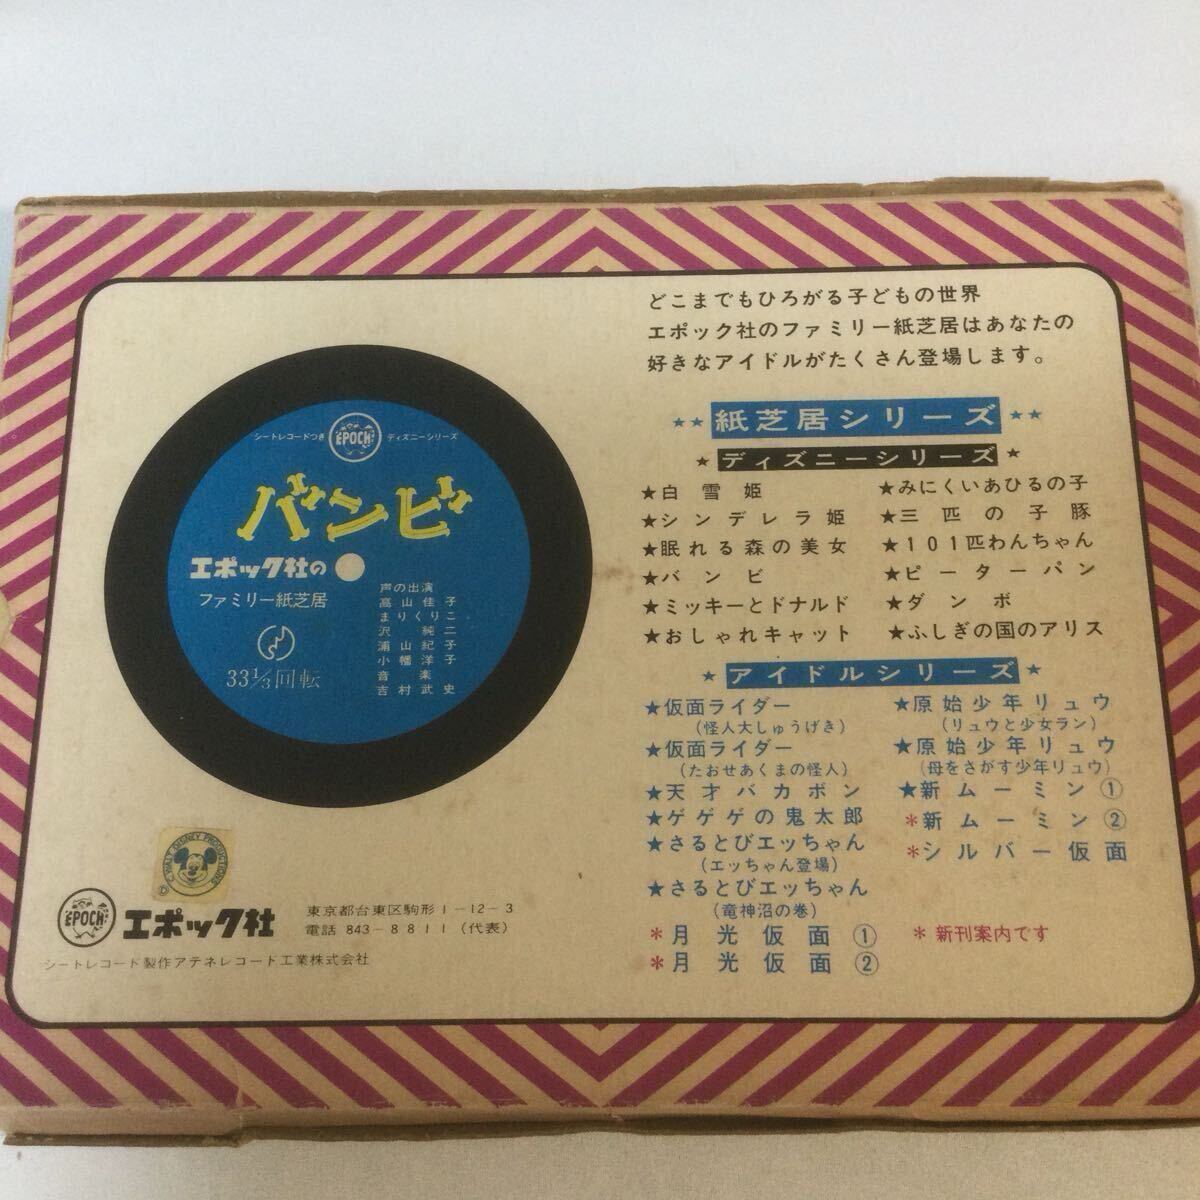 どこまでもひろがる子どもの世界
エポック社のファミリー紙芝居はあなたの
好きなアイドルがたくさん登場します。
★★ 紙芝居シリーズ ★★
★ ディズニーシリーズ ★
★白雪姫
★シンデレラ姫
★眠れる森の美女
★バンビ
★ミッキーとドナルド
★おしゃれキャット
★みにくいあひるの子
★三匹の子豚
★101匹わんちゃん
★ピーターパン
★ダンボ
★ふしぎの国のアリス
★ アイドルシリーズ ★
★仮面ライダー
(怪人大しゅうげき)
★仮面ライダー
(たおせあくまの怪人)
★天才バカボン
★ゲゲゲの鬼太郎
★さるとびエッちゃん
(エッちゃん登場)
★さるとびエッちゃん
(竜神沼の巻)
*月光仮面①
*月光仮面②
★原始少年リュウ
(リュウと少女ラン)
★原始少年リュウ
(母をさがす少年リュウ)
★新ムーミン①
*新ムーミン②
*シルバー仮面
*新刊案内です
シートレコードつき EPOCH ディズニーシリーズ
バンビ
エポック社の
ファミリー紙芝居
33⅓回転
声の出演
高山佳子
まりくりこ
沢純二
浦山紀子
小幡洋子
音楽
吉村武史
© WALT DISNEY PRODUCTIONS
EPOCH エポック社
東京都台東区駒形1-12-3
電話 843-8811 (代表)
シートレコード製作アテネレコード工業株式会社